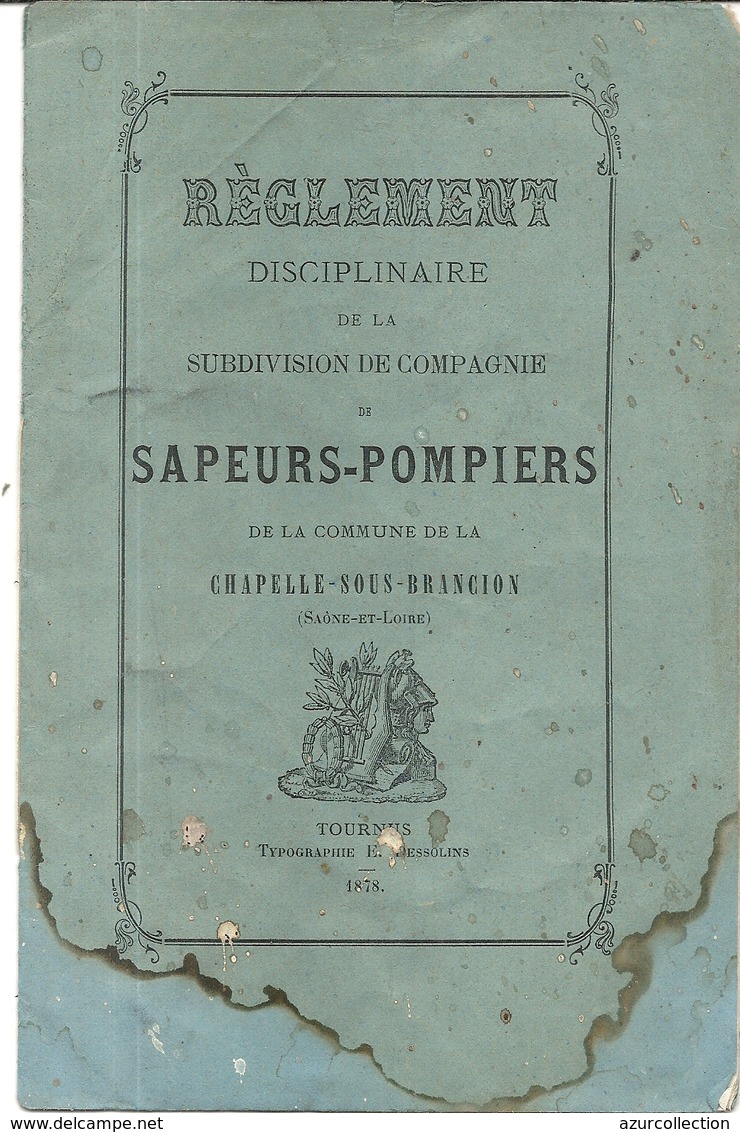 RÈGLEMENT
DISCIPLINAIRE
DE LA
SUBDIVISION DE COMPAGNIE
DE
SAPEURS-POMPIERS
DE LA COMMUNE DE LA
CHAPELLE-SOUS-BRANCION
(SAÔNE-ET-LOIRE)
TOURNUS
TYPOGRAPHIE E. 
1878.
delcampe.net
azurcollection